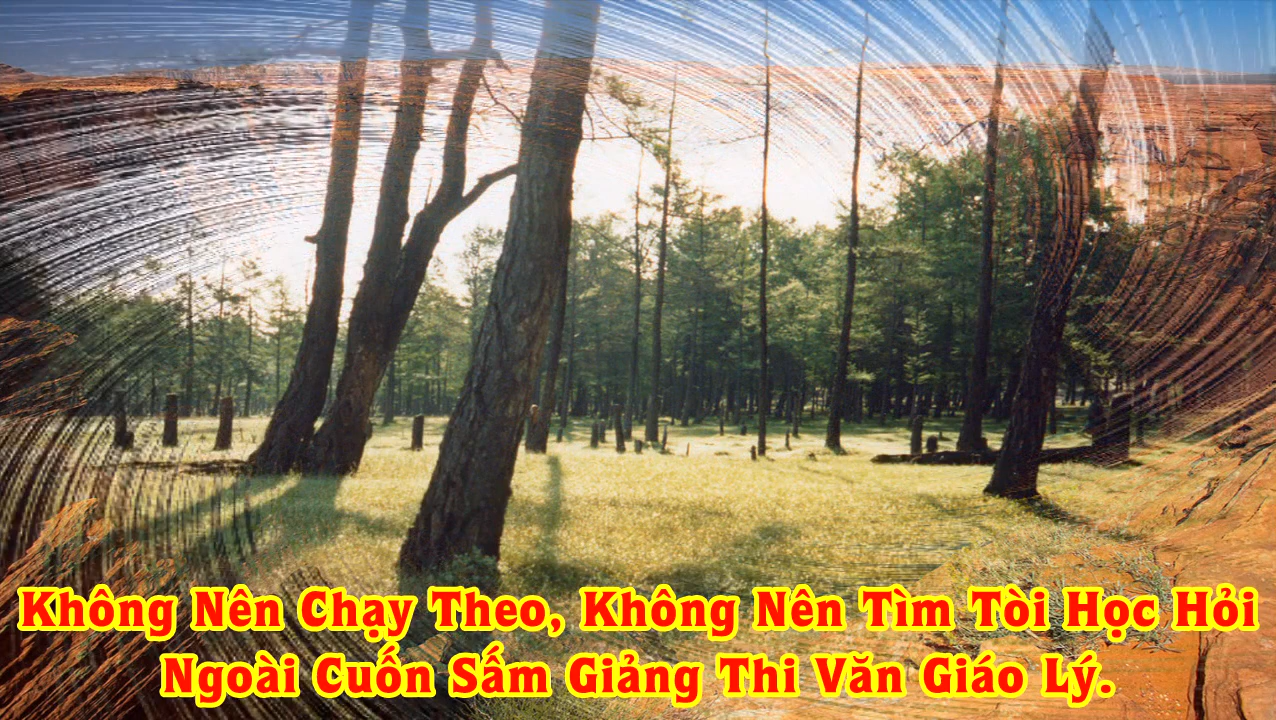 Không Nên Chạy Theo, Không Nên Tìm Tòi Học Hỏi
Ngoài Cuốn Sấm Giảng Thi Văn Giáo Lý.